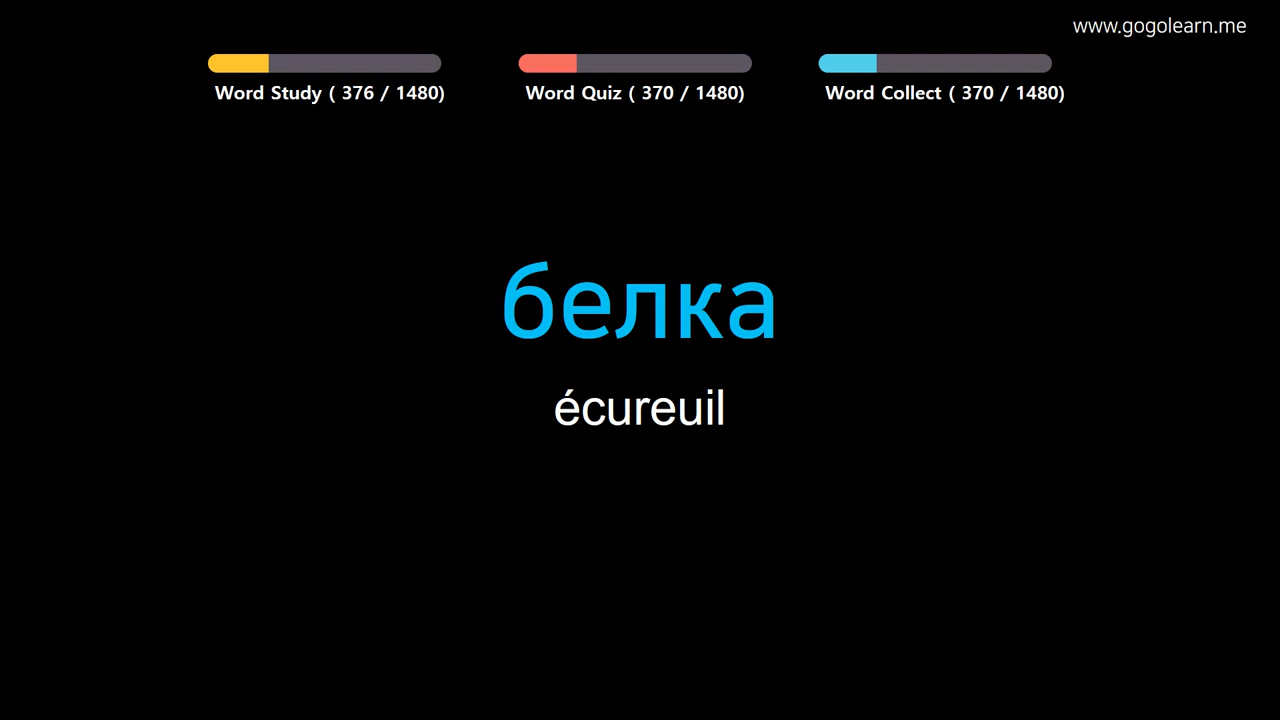 www.gogolearn.me
Word Study ( 376 / 1480)
Word Quiz ( 370 / 1480)
Word Collect ( 370 / 1480)
белка
écureuil